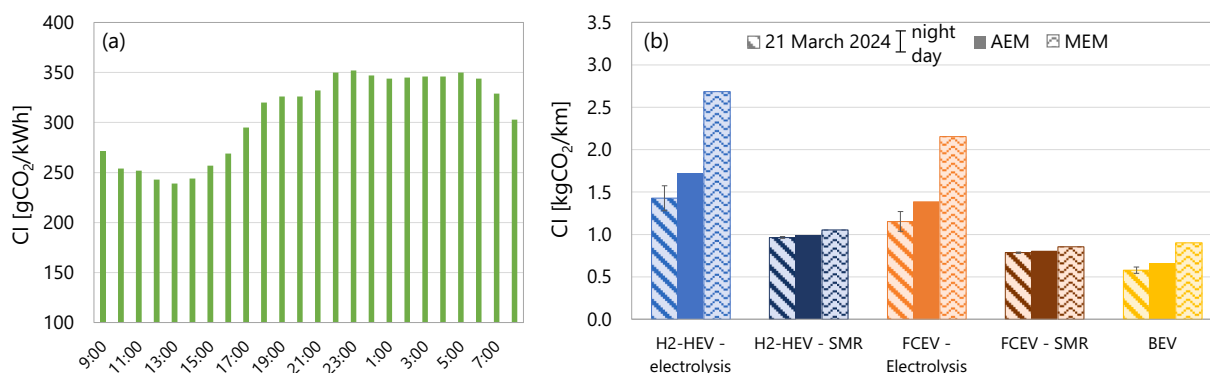 (a)
CI [gCO₂/kWh]
400
350
300
250
200
150
100
9:00
11:00
13:00
15:00
17:00
19:00
21:00
23:00
1:00
3:00
5:00
7:00
(b)
21 March 2024
night
day
AEM
MEM
CI [kgCO₂/km]
3.5
3.0
2.5
2.0
1.5
1.0
0.5
0.0
H2-HEV -
electrolysis
H2-HEV - SMR
FCEV -
Electrolysis
FCEV - SMR
BEV